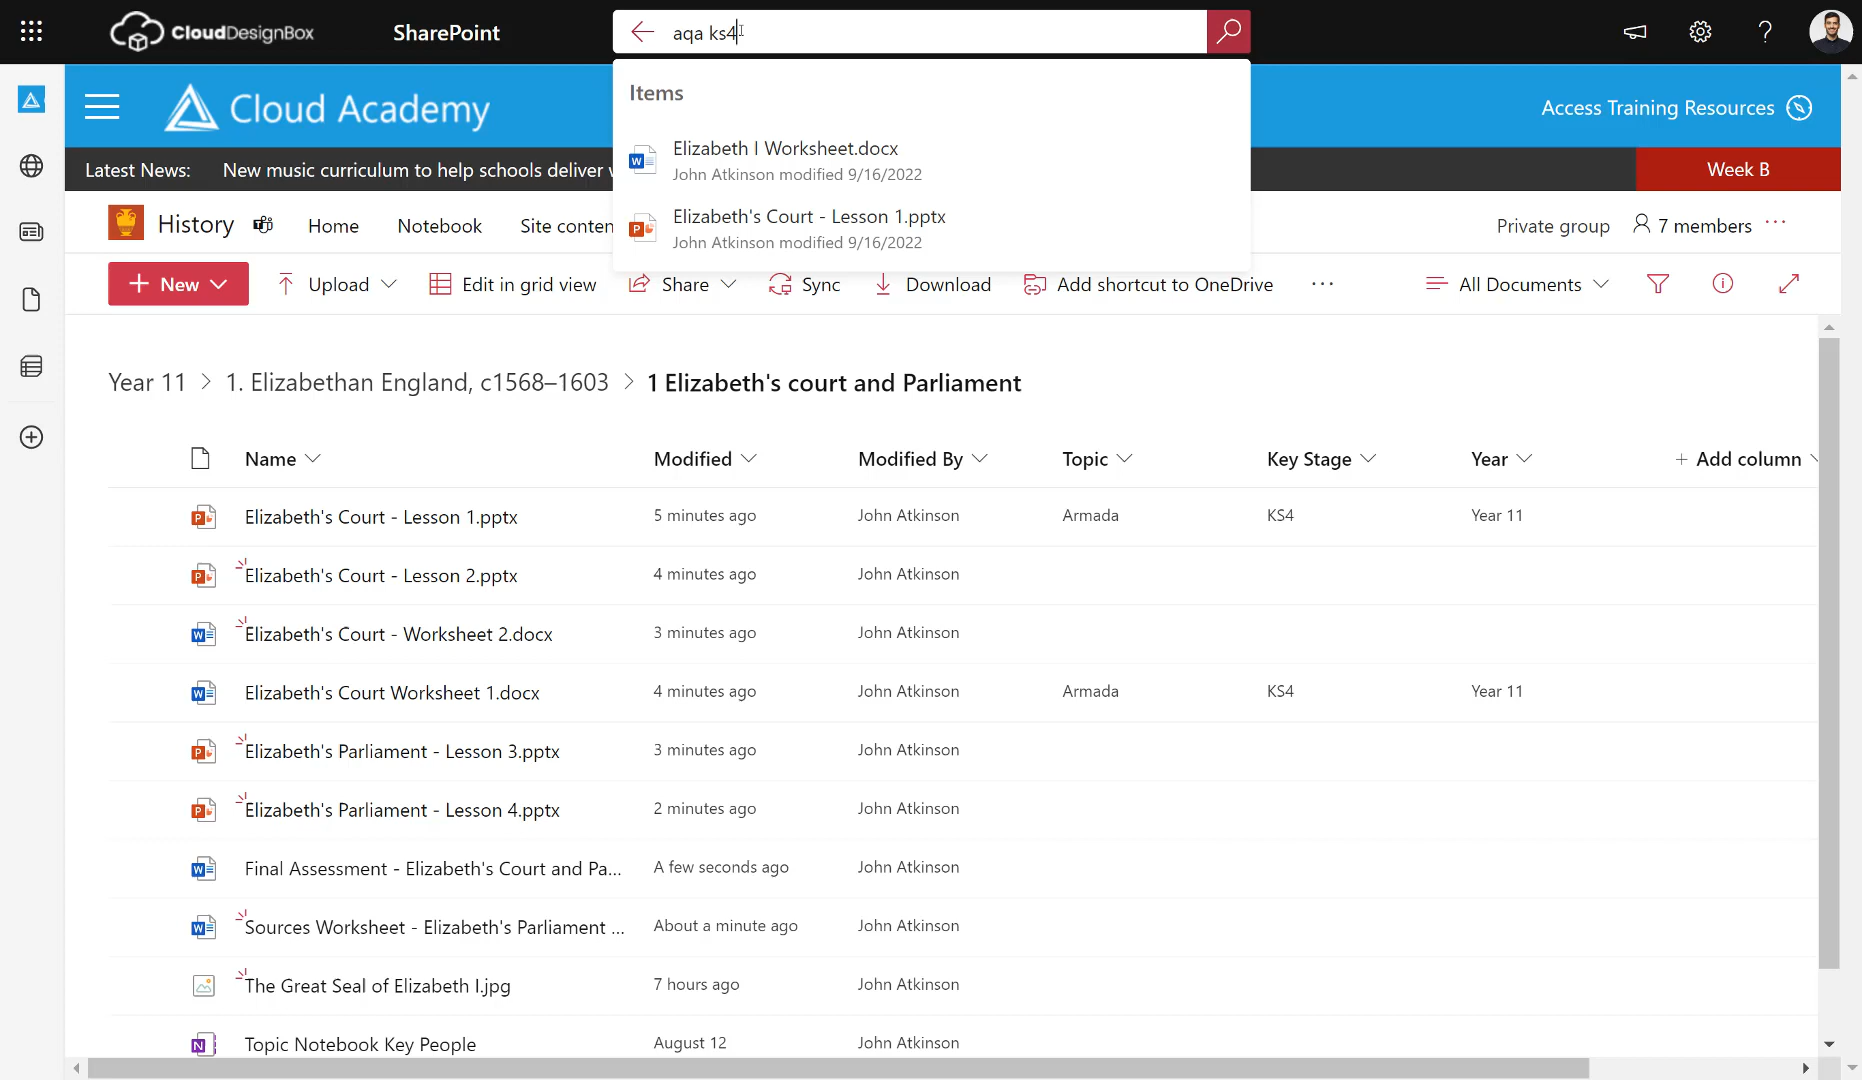 CloudDesignBox
SharePoint
aqa ks4
Items
Elizabeth I Worksheet.docx
John Atkinson modified 9/16/2022
Elizabeth's Court - Lesson 1.pptx
John Atkinson modified 9/16/2022
Cloud Academy
Access Training Resources
Latest News: New music curriculum to help schools deliver
Week B
History
Home
Notebook
Site conten
Private group
7 members
New
Upload
Edit in grid view
Share
Sync
Download
Add shortcut to OneDrive
All Documents
Year 11 > 1. Elizabethan England, c1568–1603 > 1 Elizabeth's court and Parliament
Name Modified Modified By Topic Key Stage Year + Add column
Elizabeth's Court - Lesson 1.pptx 5 minutes ago John Atkinson Armada KS4 Year 11
Elizabeth's Court - Lesson 2.pptx 4 minutes ago John Atkinson
Elizabeth's Court - Worksheet 2.docx 3 minutes ago John Atkinson
Elizabeth's Court Worksheet 1.docx 4 minutes ago John Atkinson Armada KS4 Year 11
Elizabeth's Parliament - Lesson 3.pptx 3 minutes ago John Atkinson
Elizabeth's Parliament - Lesson 4.pptx 2 minutes ago John Atkinson
Final Assessment - Elizabeth's Court and Pa... A few seconds ago John Atkinson
Sources Worksheet - Elizabeth's Parliament ... About a minute ago John Atkinson
The Great Seal of Elizabeth I.jpg 7 hours ago John Atkinson
Topic Notebook Key People August 12 John Atkinson